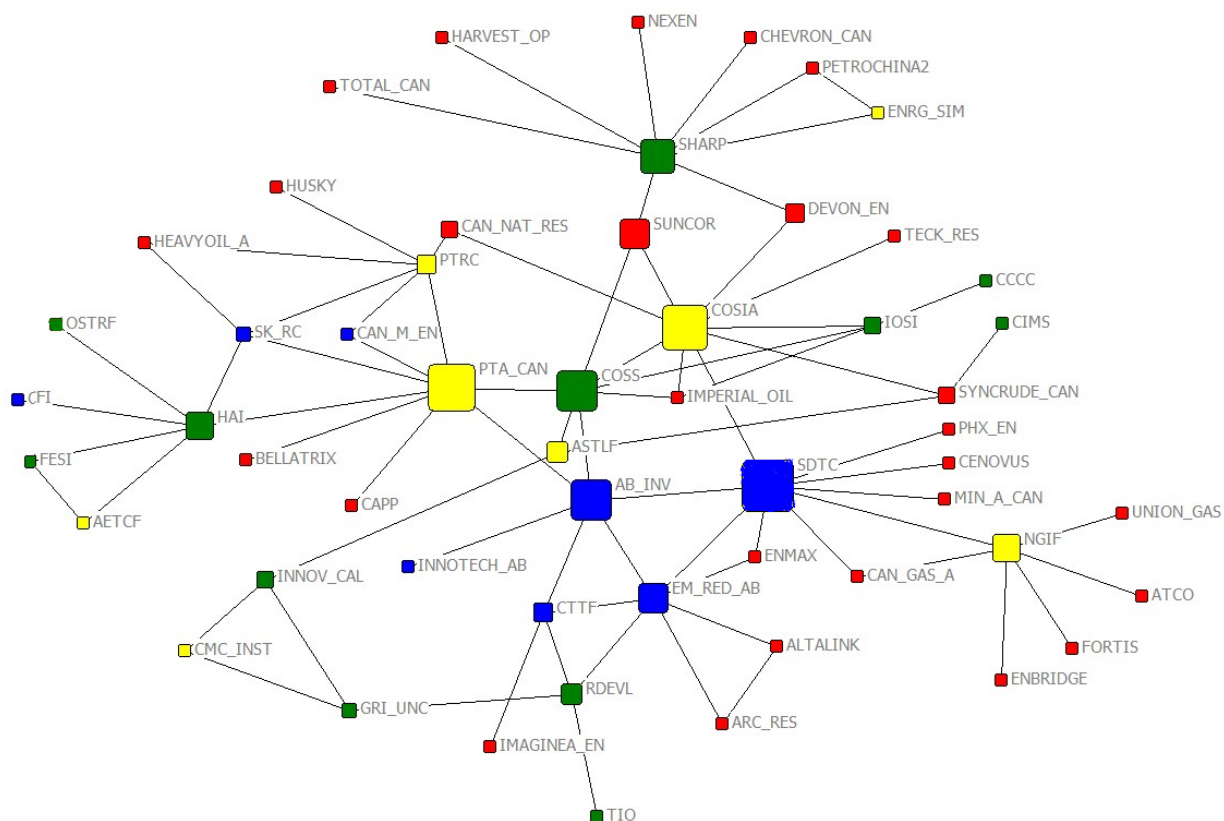 NEXEN
HARVEST_OP
CHEVRON_CAN
PETROCHINA2
TOTAL_CAN
ENRG_SIM
SHARP
HUSKY
DEVON_EN
CAN_NAT_RES
SUNCOR
TECK_RES
HEAVYOIL_A
PTRC
CCCC
COSIA
OSTRF
SK_RC
CAN_M_EN
IOSI
CIMS
PTA_CAN
COSS
CFI
IMPERIAL_OIL
SYNCRUDE_CAN
HAI
PHX_EN
ASTLF
FESI
BELLATRIX
SDTC
CENOVUS
AB_INV
MIN_A_CAN
CAPP
UNION_GAS
AETCF
NGIF
ENMAX
INNOTECH_AB
INNOV_CAL
CAN_GAS_A
EM_RED_AB
ATCO
CTTF
CMC_INST
ALTALINK
FORTIS
ENBRIDGE
RDEVL
GRI_UNC
ARC_RES
IMAGINEA_EN
TIO